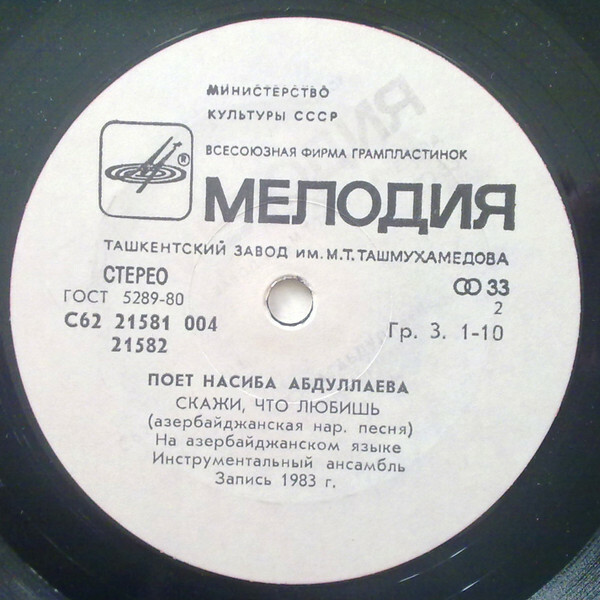 МИНИСТЕРСТВО
КУЛЬТУРЫ СССР
ВСЕСОЮЗНАЯ ФИРМА ГРАМПЛАСТИНОК
®
МЕЛОДИЯ
ТАШКЕНТСКИЙ ЗАВОД ИМ. М. Т. ТАШМУХАМЕДОВА
СТЕРЕО 33
ГОСТ 5289-80 2
С62 21581 004 Гр. 3. 1-10
21582
ПОЕТ НАСИБА АБДУЛЛАЕВА
СКАЖИ, ЧТО ЛЮБИШЬ
(азербайджанская нар. песня)
На азербайджанском языке
Инструментальный ансамбль
Запись 1983 г.